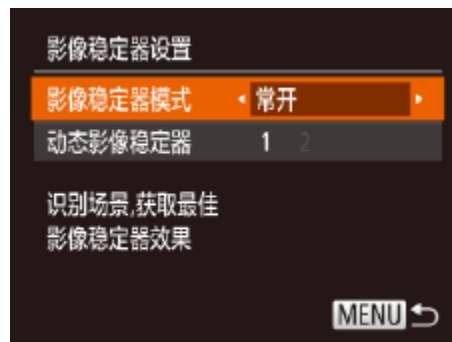 影像稳定器设置
影像稳定器模式 常开
动态影像稳定器 1 2
识别场景,获取最佳
影像稳定器效果
MENU